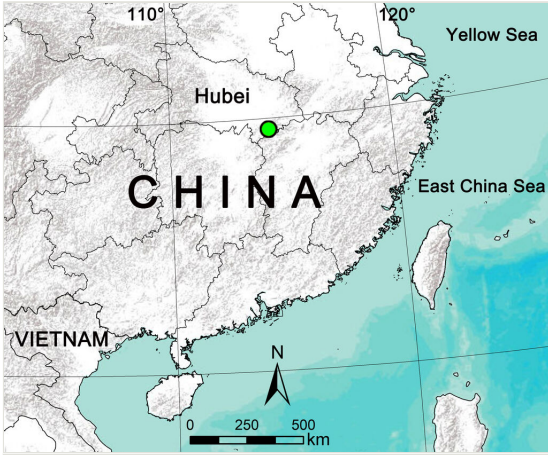 110°
120°
Yellow Sea
Hubei
CHINA
East China Sea
VIETNAM
N
0 250 500
km